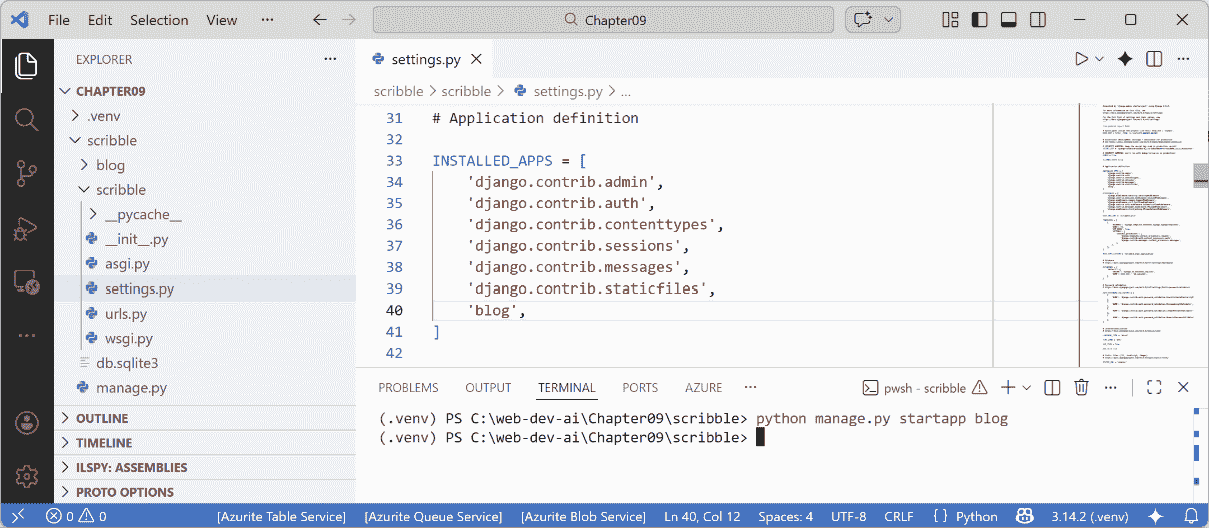 File Edit Selection View ··· Chapter09
EXPLORER ···
CHAPTER09
.venv
scribble
blog
scribble
__pycache__
__init__.py
asgi.py
settings.py
urls.py
wsgi.py
db.sqlite3
manage.py
OUTLINE
TIMELINE
ILSPY: ASSEMBLIES
PROTO OPTIONS
settings.py
scribble > scribble > settings.py > ...
31 # Application definition
32
33 INSTALLED_APPS = [
34 'django.contrib.admin',
35 'django.contrib.auth',
36 'django.contrib.contenttypes',
37 'django.contrib.sessions',
38 'django.contrib.messages',
39 'django.contrib.staticfiles',
40 'blog',
41 ]
42
PROBLEMS OUTPUT TERMINAL PORTS AZURE ··· pwsh - scribble
(.venv) PS C:\web-dev-ai\Chapter09\scribble> python manage.py startapp blog
(.venv) PS C:\web-dev-ai\Chapter09\scribble>
0 0 [Azurite Table Service] [Azurite Queue Service] [Azurite Blob Service] Ln 40, Col 12 Spaces: 4 UTF-8 CRLF { } Python 3.14.2 (.venv)